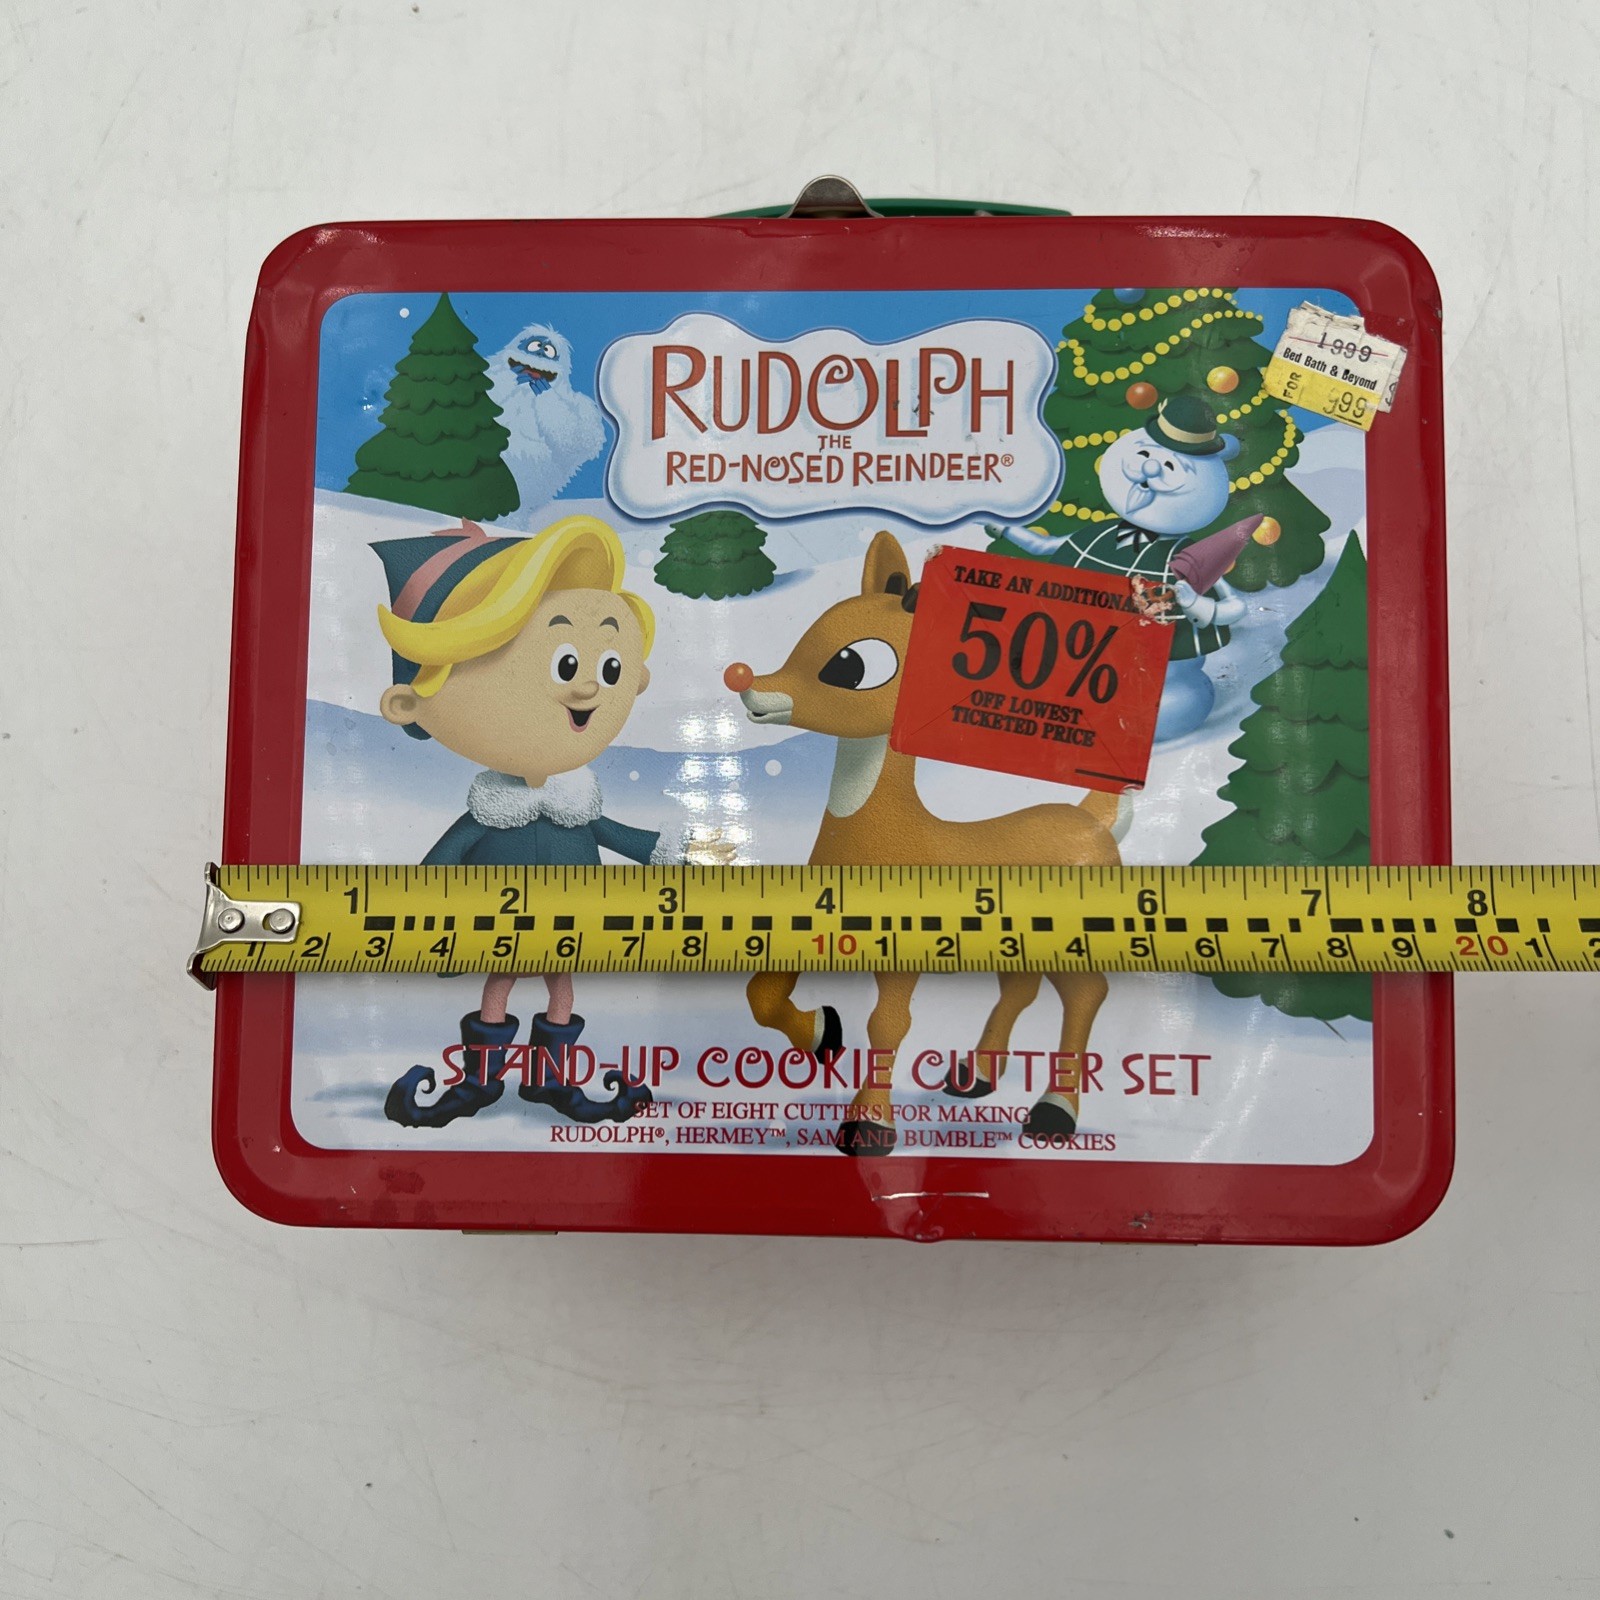 RUDOLPH
THE
RED-NOSED REINDEER®
1999
Bed Bath & Beyond
FOR
999
TAKE AN ADDITIONA
50%
OFF LOWEST
TICKETED PRICE
1 2 3 4 5 6 7 8
1 2 3 4 5 6 7 8 9 10 1 2 3 4 5 6 7 8 9 20 1 2
STAND-UP COOKIE CUTTER SET
SET OF EIGHT CUTTERS FOR MAKING
RUDOLPH®, HERMEY™, SAM AND BUMBLE™ COOKIES